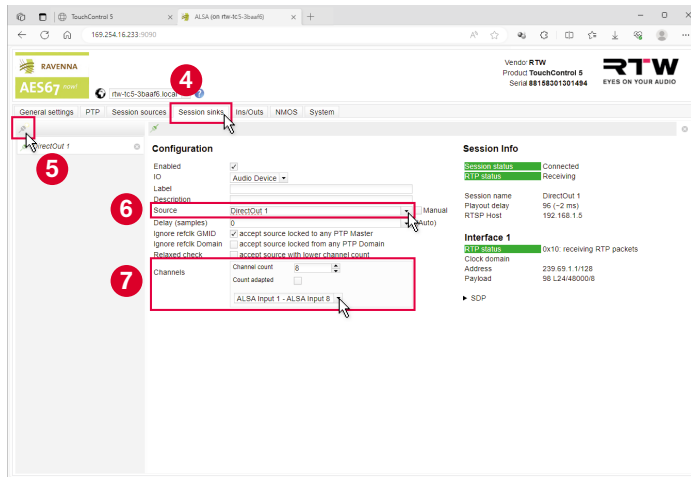 TouchControl 5
ALSA (on rtw-tc5-3baaf6)
169.254.16.233:9090
RAVENNA
AES67 now!
rtw-tc5-3baaf6.local
4
?
Vendor RTW
Product TouchControl 5
Serial 88158301301494
RTW
EYES ON YOUR AUDIO
General settings PTP Session sources Session sinks Ins/Outs NMOS System
DirectOut 1
5
Configuration
Enabled
IO Audio Device
Label
Description
6
Source DirectOut 1 Manual
Delay (samples) 0 Auto)
Ignore refclk GMID accept source locked to any PTP Master
Ignore refclk Domain accept source locked from any PTP Domain
Relaxed check accept source with lower channel count
7
Channels
Channel count 8
Count adapted
ALSA Input 1 - ALSA Input 8
Session Info
Session status Connected
RTP status Receiving
Session name DirectOut 1
Playout delay 96 (~2 ms)
RTSP Host 192.168.1.5
Interface 1
RTP status 0x10: receiving RTP packets
Clock domain
Address 239.69.1.1/128
Payload 98 L24/48000/8
SDP